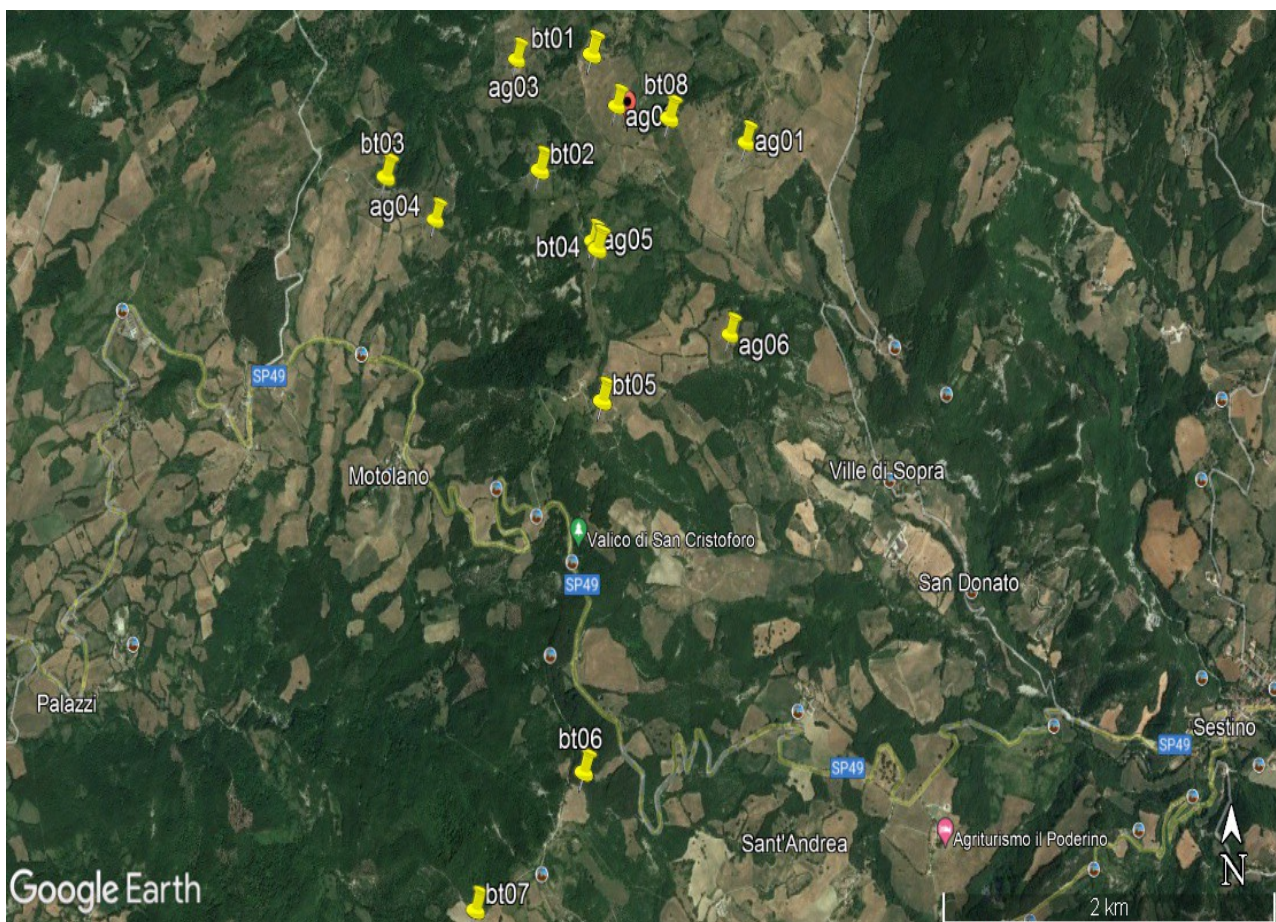 bt01
ag03
bt08
ag0
ag01
bt03
bt02
ag04
bt04
ag05
ag06
SP49
bt05
Motolano
Ville di Sopra
Valico di San Cristoforo
SP49
San Donato
Palazzi
Sestino
bt06
SP49
SP49
Sant'Andrea
Agriturismo il Poderino
N
Google Earth
bt07
2 km